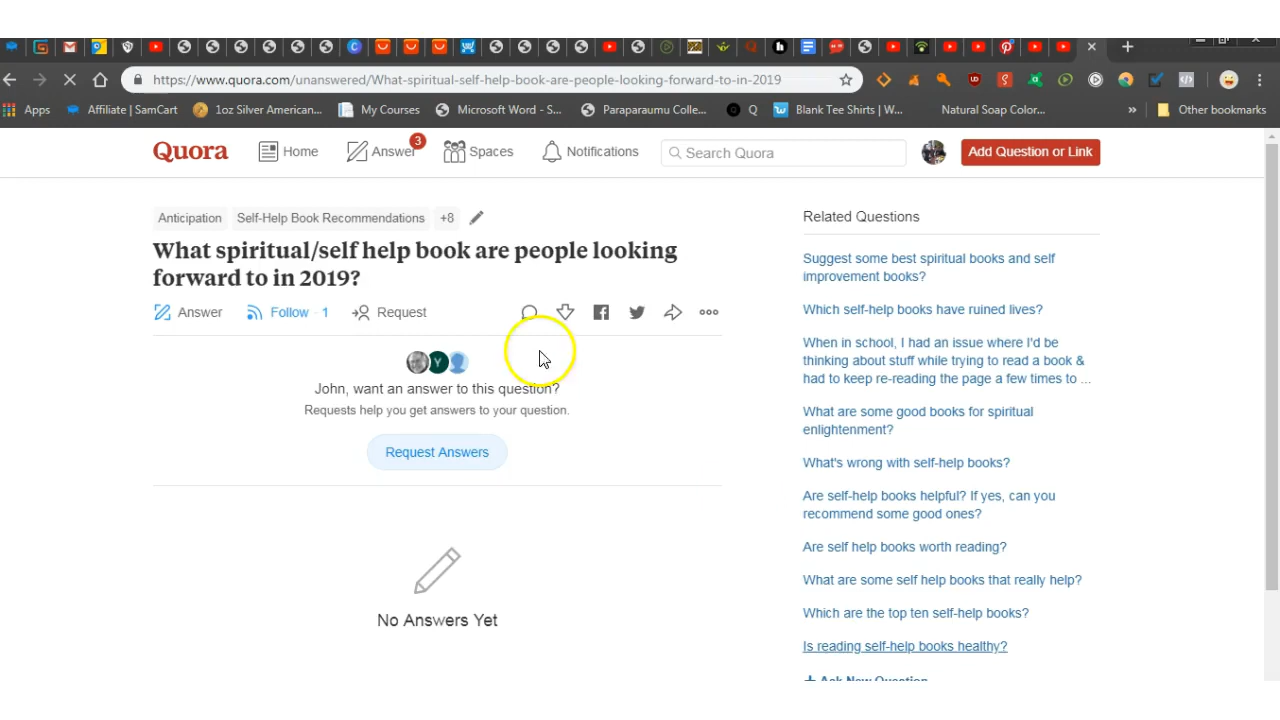 https://www.quora.com/unanswered/What-spiritual-self-help-book-are-people-looking-forward-to-in-2019
Apps Affiliate | SamCart 1oz Silver American... My Courses Microsoft Word - S... Paraparaumu Colle... Q Blank Tee Shirts | W... Natural Soap Color... » Other bookmarks
Quora Home Answer 3 Spaces Notifications Search Quora Add Question or Link
Anticipation Self-Help Book Recommendations +8
What spiritual/self help book are people looking
forward to in 2019?
Answer Follow · 1 Request
John, want an answer to this question?
Requests help you get answers to your question.
Request Answers
No Answers Yet
Related Questions
Suggest some best spiritual books and self
improvement books?
Which self-help books have ruined lives?
When in school, I had an issue where I'd be
thinking about stuff while trying to read a book &
had to keep re-reading the page a few times to ...
What are some good books for spiritual
enlightenment?
What's wrong with self-help books?
Are self-help books helpful? If yes, can you
recommend some good ones?
Are self help books worth reading?
What are some self help books that really help?
Which are the top ten self-help books?
Is reading self-help books healthy?
+ Ask New Question